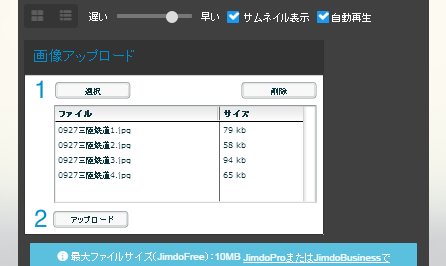 遅い 早い サムネイル表示 自動再生
画像アップロード
1 選択 削除
ファイル サイズ
0927三陸鉄道1.jpg 79 kb
0927三陸鉄道2.jpg 58 kb
0927三陸鉄道3.jpg 94 kb
0927三陸鉄道4.jpg 65 kb
2 アップロード
最大ファイルサイズ(JimdoFree):10MB JimdoProまたはJimdoBusinessで